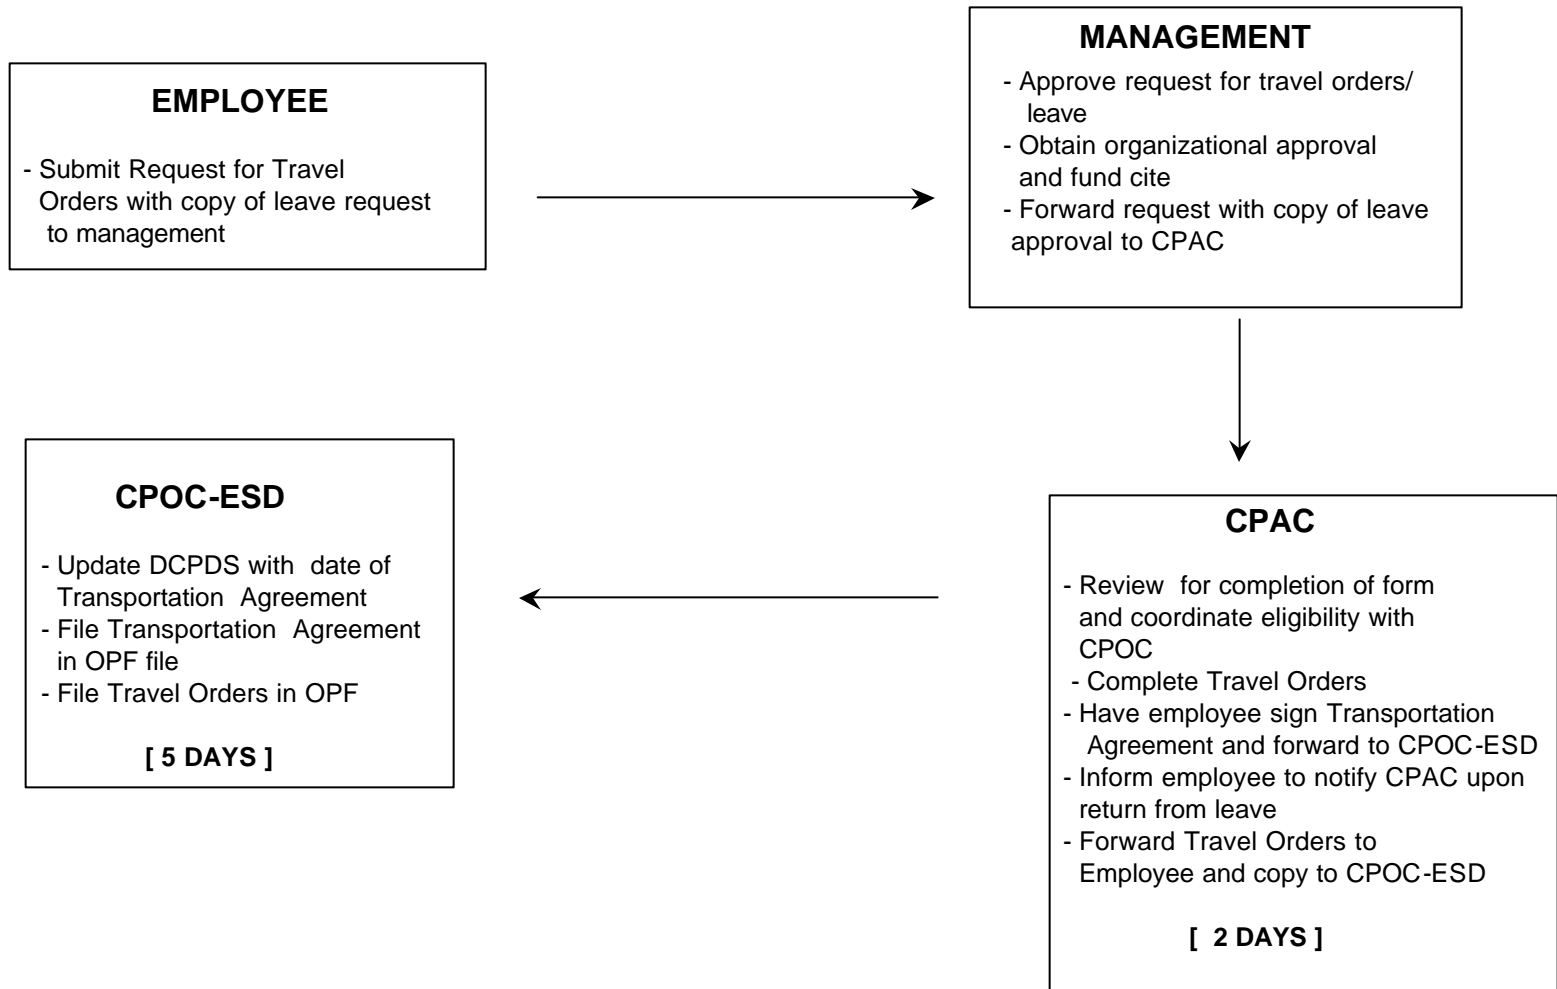 EMPLOYEE
- Submit Request for Travel
Orders with copy of leave request
to management
MANAGEMENT
- Approve request for travel orders/
leave
- Obtain organizational approval
and fund cite
- Forward request with copy of leave
approval to CPAC
CPAC
- Review for completion of form
and coordinate eligibility with
CPOC
- Complete Travel Orders
- Have employee sign Transportation
Agreement and forward to CPOC-ESD
- Inform employee to notify CPAC upon
return from leave
- Forward Travel Orders to
Employee and copy to CPOC-ESD
[ 2 DAYS ]
CPOC-ESD
- Update DCPDS with date of
Transportation Agreement
- File Transportation Agreement
in OPF file
- File Travel Orders in OPF
[ 5 DAYS ]